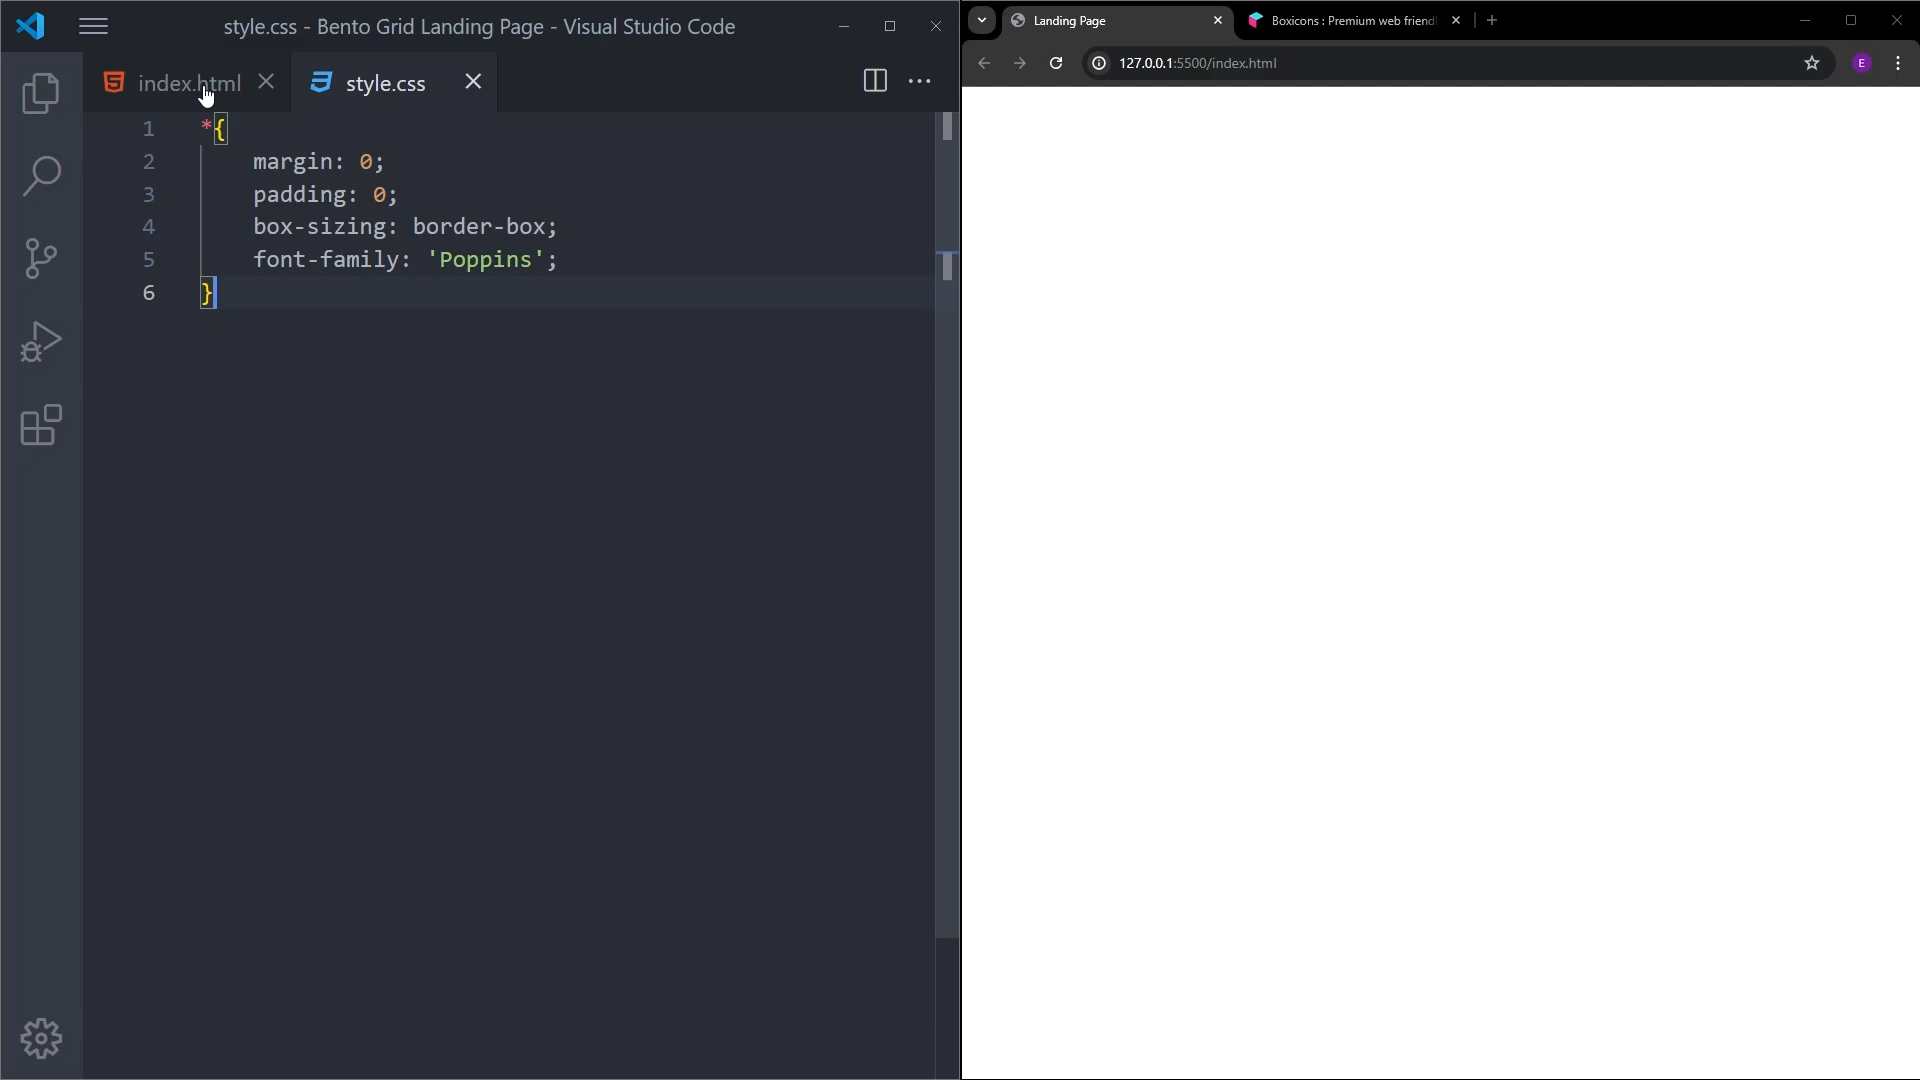 style.css - Bento Grid Landing Page - Visual Studio Code
index.html
style.css
1 *{
2 margin: 0;
3 padding: 0;
4 box-sizing: border-box;
5 font-family: 'Poppins';
6 }
Landing Page
Boxicons : Premium web friend
127.0.0.1:5500/index.html
E